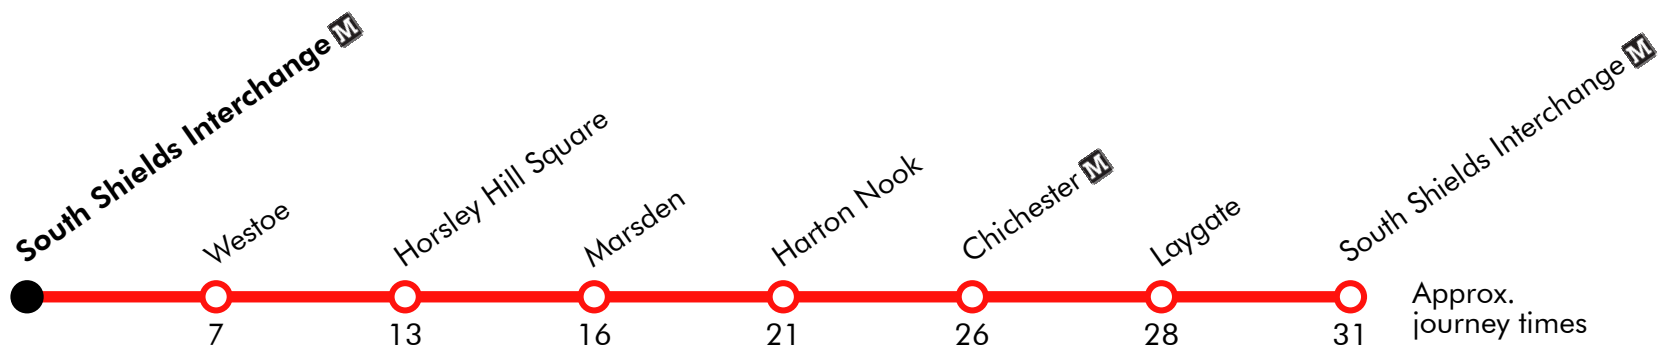 South Shields Interchange M
Westoe
Horsley Hill Square
Marsden
Harton Nook
Chichester M
Laygate
South Shields Interchange M
7
13
16
21
26
28
31
Approx.
journey times